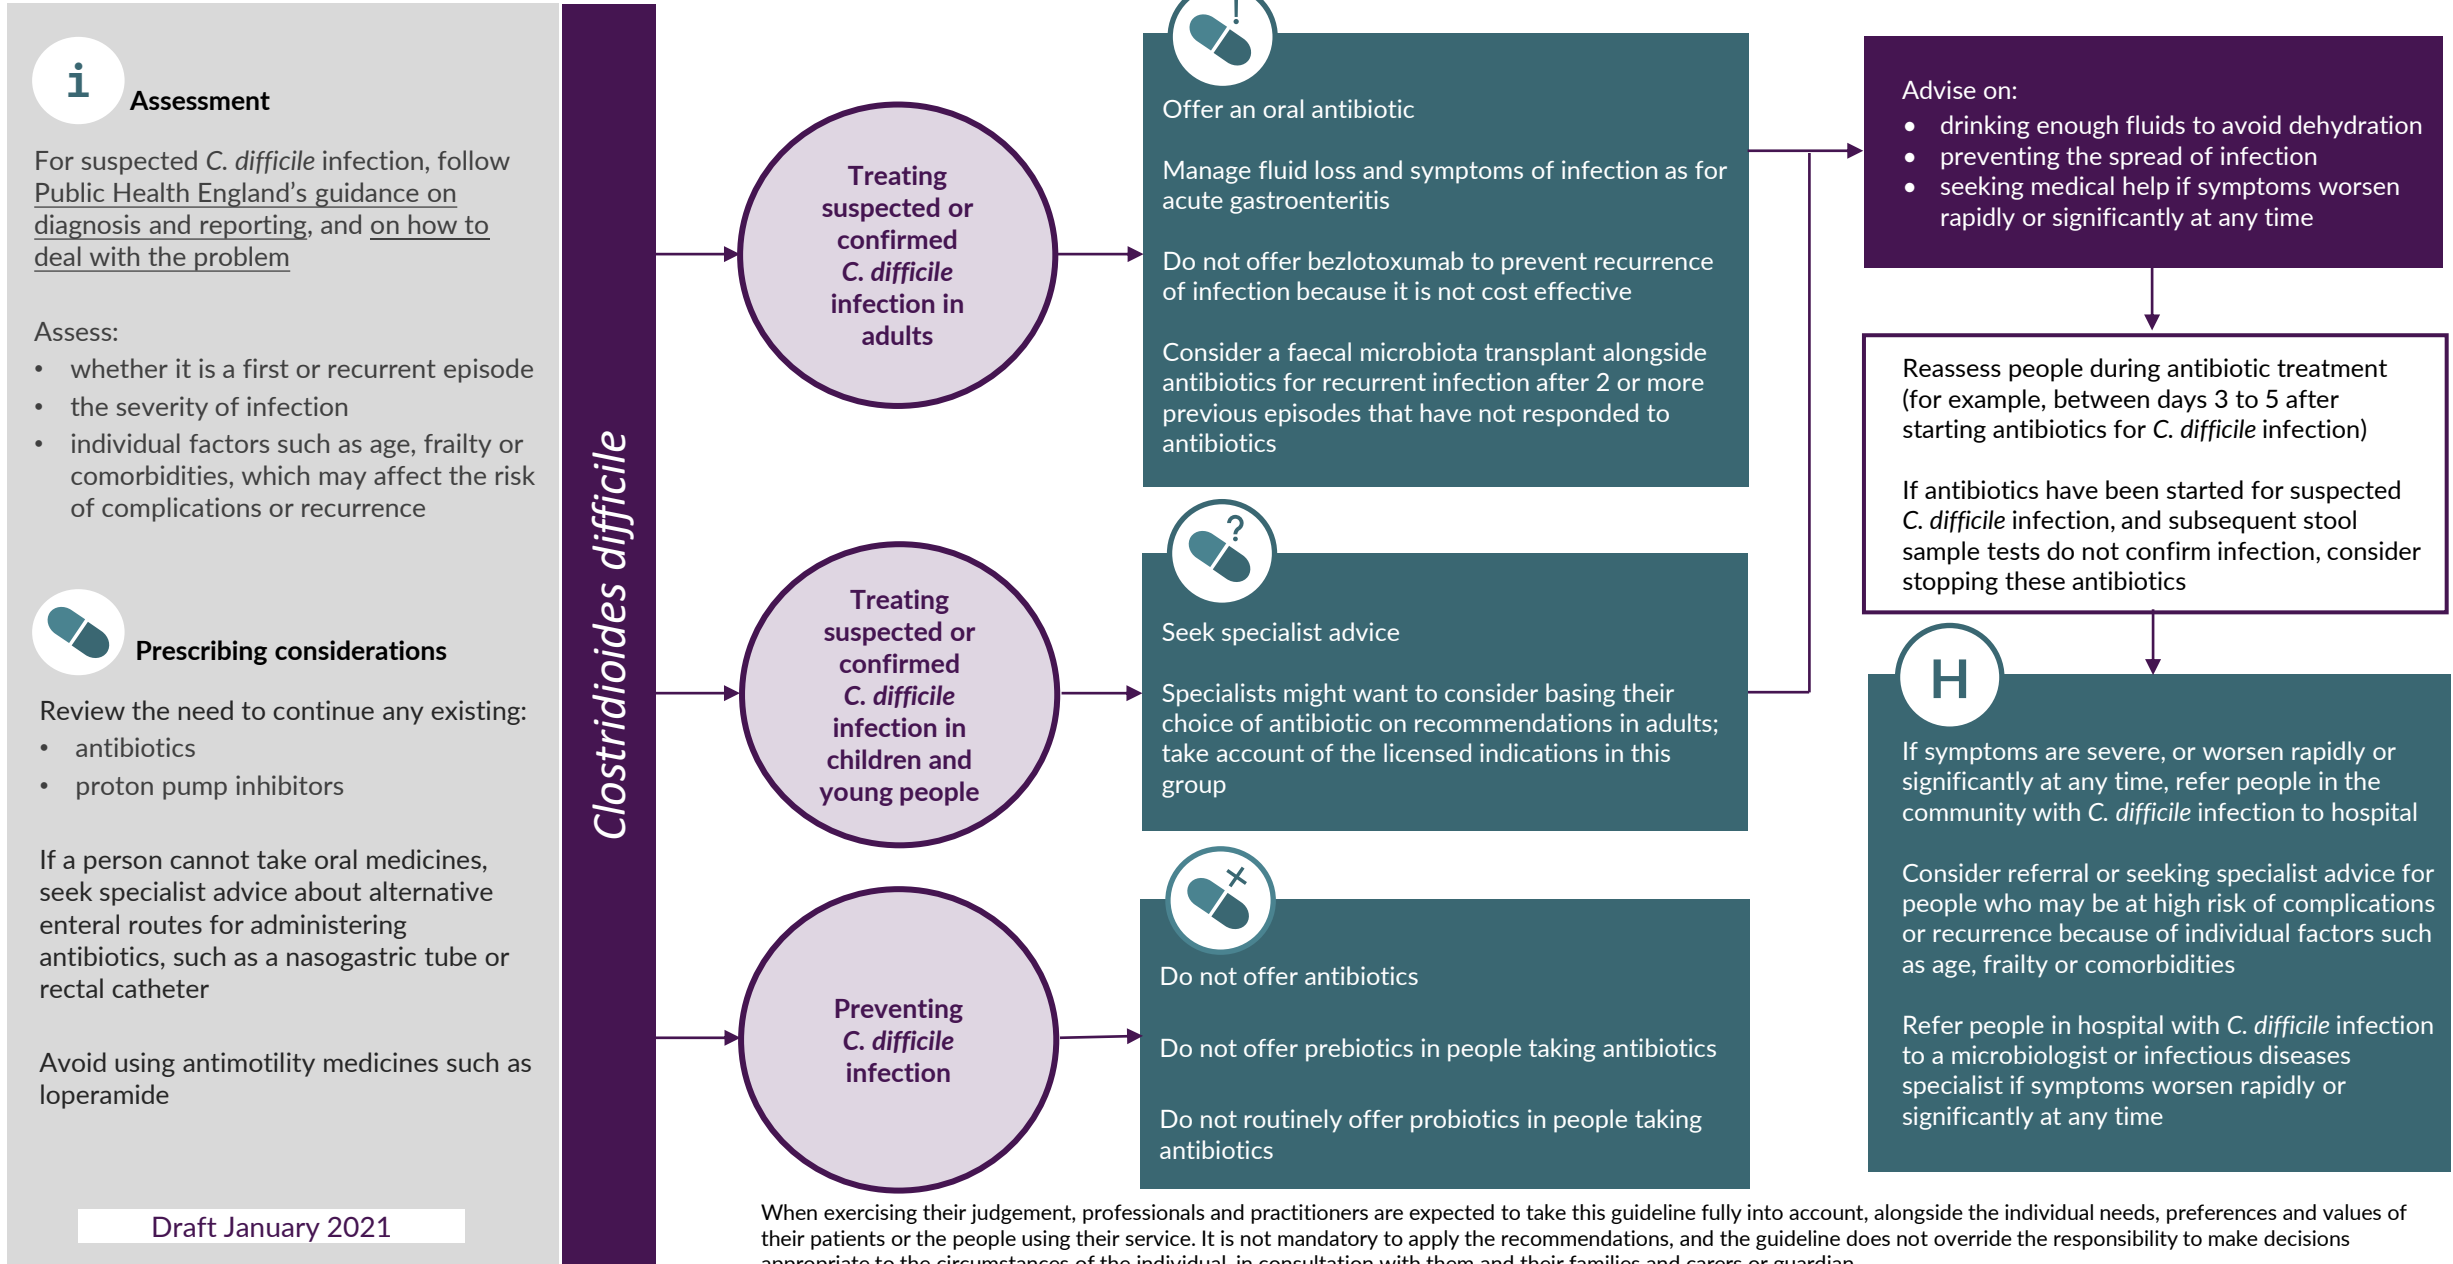 i
Assessment
For suspected C. difficile infection, follow
Public Health England’s guidance on
diagnosis and reporting, and on how to
deal with the problem
Assess:
• whether it is a first or recurrent episode
• the severity of infection
• individual factors such as age, frailty or
comorbidities, which may affect the risk
of complications or recurrence
Prescribing considerations
Review the need to continue any existing:
• antibiotics
• proton pump inhibitors
If a person cannot take oral medicines,
seek specialist advice about alternative
enteral routes for administering
antibiotics, such as a nasogastric tube or
rectal catheter
Avoid using antimotility medicines such as
loperamide
Draft January 2021
Clostridioides difficile
Treating
suspected or
confirmed
C. difficile
infection in
adults
!
Offer an oral antibiotic
Manage fluid loss and symptoms of infection as for
acute gastroenteritis
Do not offer bezlotoxumab to prevent recurrence
of infection because it is not cost effective
Consider a faecal microbiota transplant alongside
antibiotics for recurrent infection after 2 or more
previous episodes that have not responded to
antibiotics
Treating
suspected or
confirmed
C. difficile
infection in
children and
young people
?
Seek specialist advice
Specialists might want to consider basing their
choice of antibiotic on recommendations in adults;
take account of the licensed indications in this
group
Preventing
C. difficile
infection
Do not offer antibiotics
Do not offer prebiotics in people taking antibiotics
Do not routinely offer probiotics in people taking
antibiotics
Advise on:
• drinking enough fluids to avoid dehydration
• preventing the spread of infection
• seeking medical help if symptoms worsen
rapidly or significantly at any time
Reassess people during antibiotic treatment
(for example, between days 3 to 5 after
starting antibiotics for C. difficile infection)
If antibiotics have been started for suspected
C. difficile infection, and subsequent stool
sample tests do not confirm infection, consider
stopping these antibiotics
H
If symptoms are severe, or worsen rapidly or
significantly at any time, refer people in the
community with C. difficile infection to hospital
Consider referral or seeking specialist advice for
people who may be at high risk of complications
or recurrence because of individual factors such
as age, frailty or comorbidities
Refer people in hospital with C. difficile infection
to a microbiologist or infectious diseases
specialist if symptoms worsen rapidly or
significantly at any time
When exercising their judgement, professionals and practitioners are expected to take this guideline fully into account, alongside the individual needs, preferences and values of
their patients or the people using their service. It is not mandatory to apply the recommendations, and the guideline does not override the responsibility to make decisions
appropriate to the circumstances of the individual, in consultation with them and their families and carers or guardian